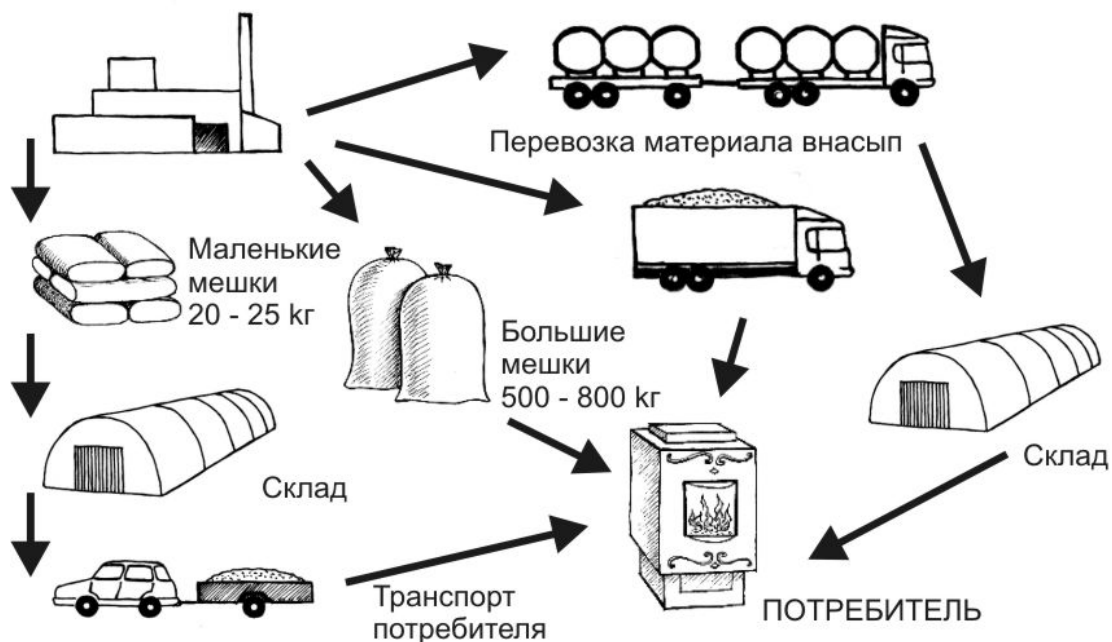 Перевозка материала внасып
Маленькие
мешки
20 - 25 kг
Большие
мешки
500 - 800 kг
Склад
Склад
Транспорт
потребителя
ПОТРЕБИТЕЛЬ